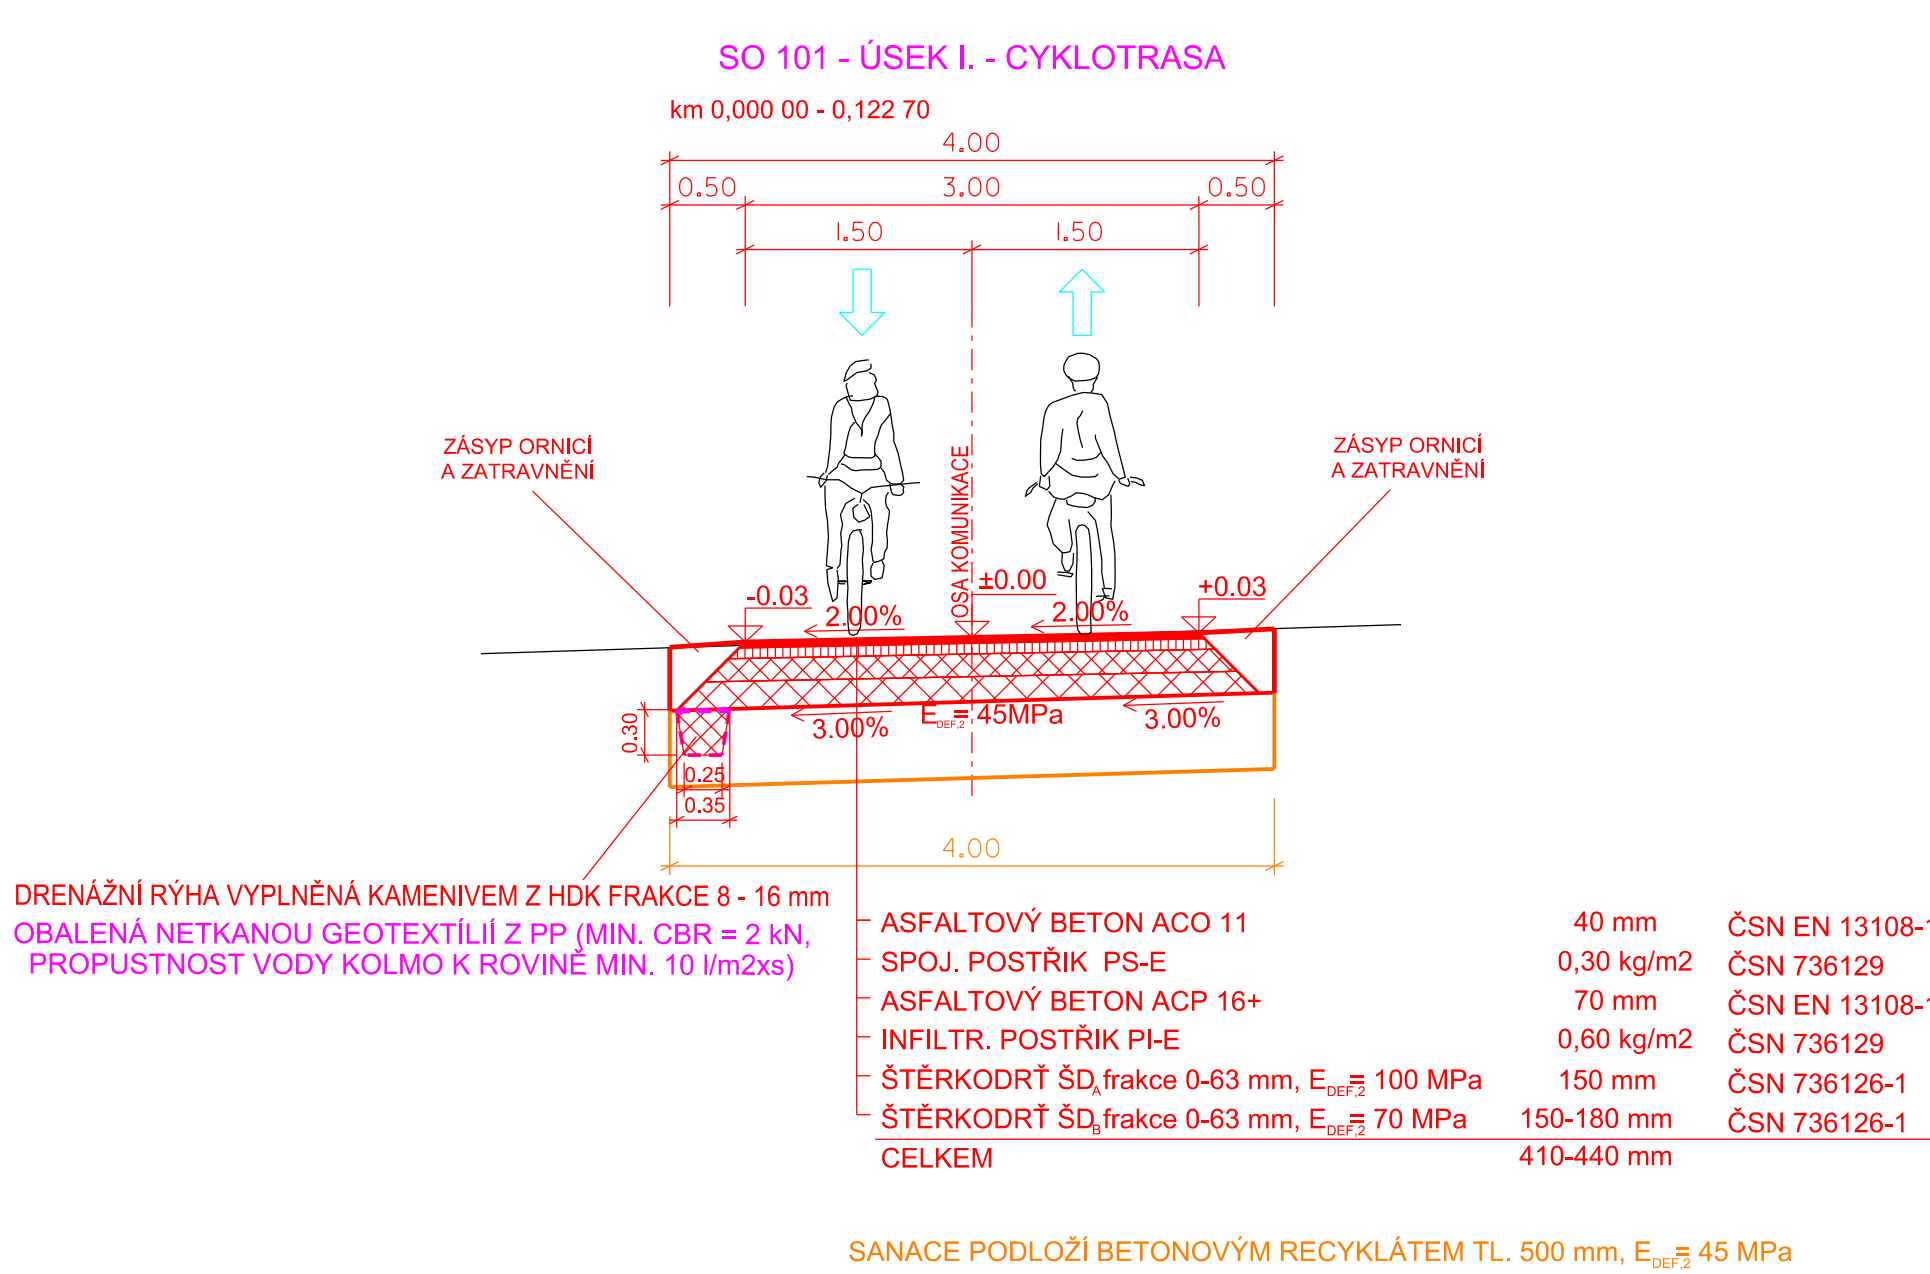 SO 101 - ÚSEK I. - CYKLOTRASA
km 0,000 00 - 0,122 70
4.00
0.50 3.00 0.50
1.50 1.50
ZÁSYP ORNICÍ
A ZATRAVNĚNÍ
ZÁSYP ORNICÍ
A ZATRAVNĚNÍ
OSA KOMUNIKACE
-0.03 ±0.00 +0.03
2.00% 2.00%
3.00% EDEF,2= 45MPa 3.00%
0.30
0.25
0.35
4.00
DRENÁŽNÍ RÝHA VYPLNĚNÁ KAMENIVEM Z HDK FRAKCE 8 - 16 mm
OBALENÁ NETKANOU GEOTEXTÍLIÍ Z PP (MIN. CBR = 2 kN,
PROPUSTNOST VODY KOLMO K ROVINĚ MIN. 10 l/m2xs)
ASFALTOVÝ BETON ACO 11 40 mm ČSN EN 13108-1
SPOJ. POSTŘIK PS-E 0,30 kg/m2 ČSN 736129
ASFALTOVÝ BETON ACP 16+ 70 mm ČSN EN 13108-1
INFILTR. POSTŘIK PI-E 0,60 kg/m2 ČSN 736129
ŠTĚRKODRŤ ŠDA frakce 0-63 mm, EDEF,2= 100 MPa 150 mm ČSN 736126-1
ŠTĚRKODRŤ ŠDB frakce 0-63 mm, EDEF,2= 70 MPa 150-180 mm ČSN 736126-1
CELKEM 410-440 mm
SANACE PODLOŽÍ BETONOVÝM RECYKLÁTEM TL. 500 mm, EDEF,2= 45 MPa